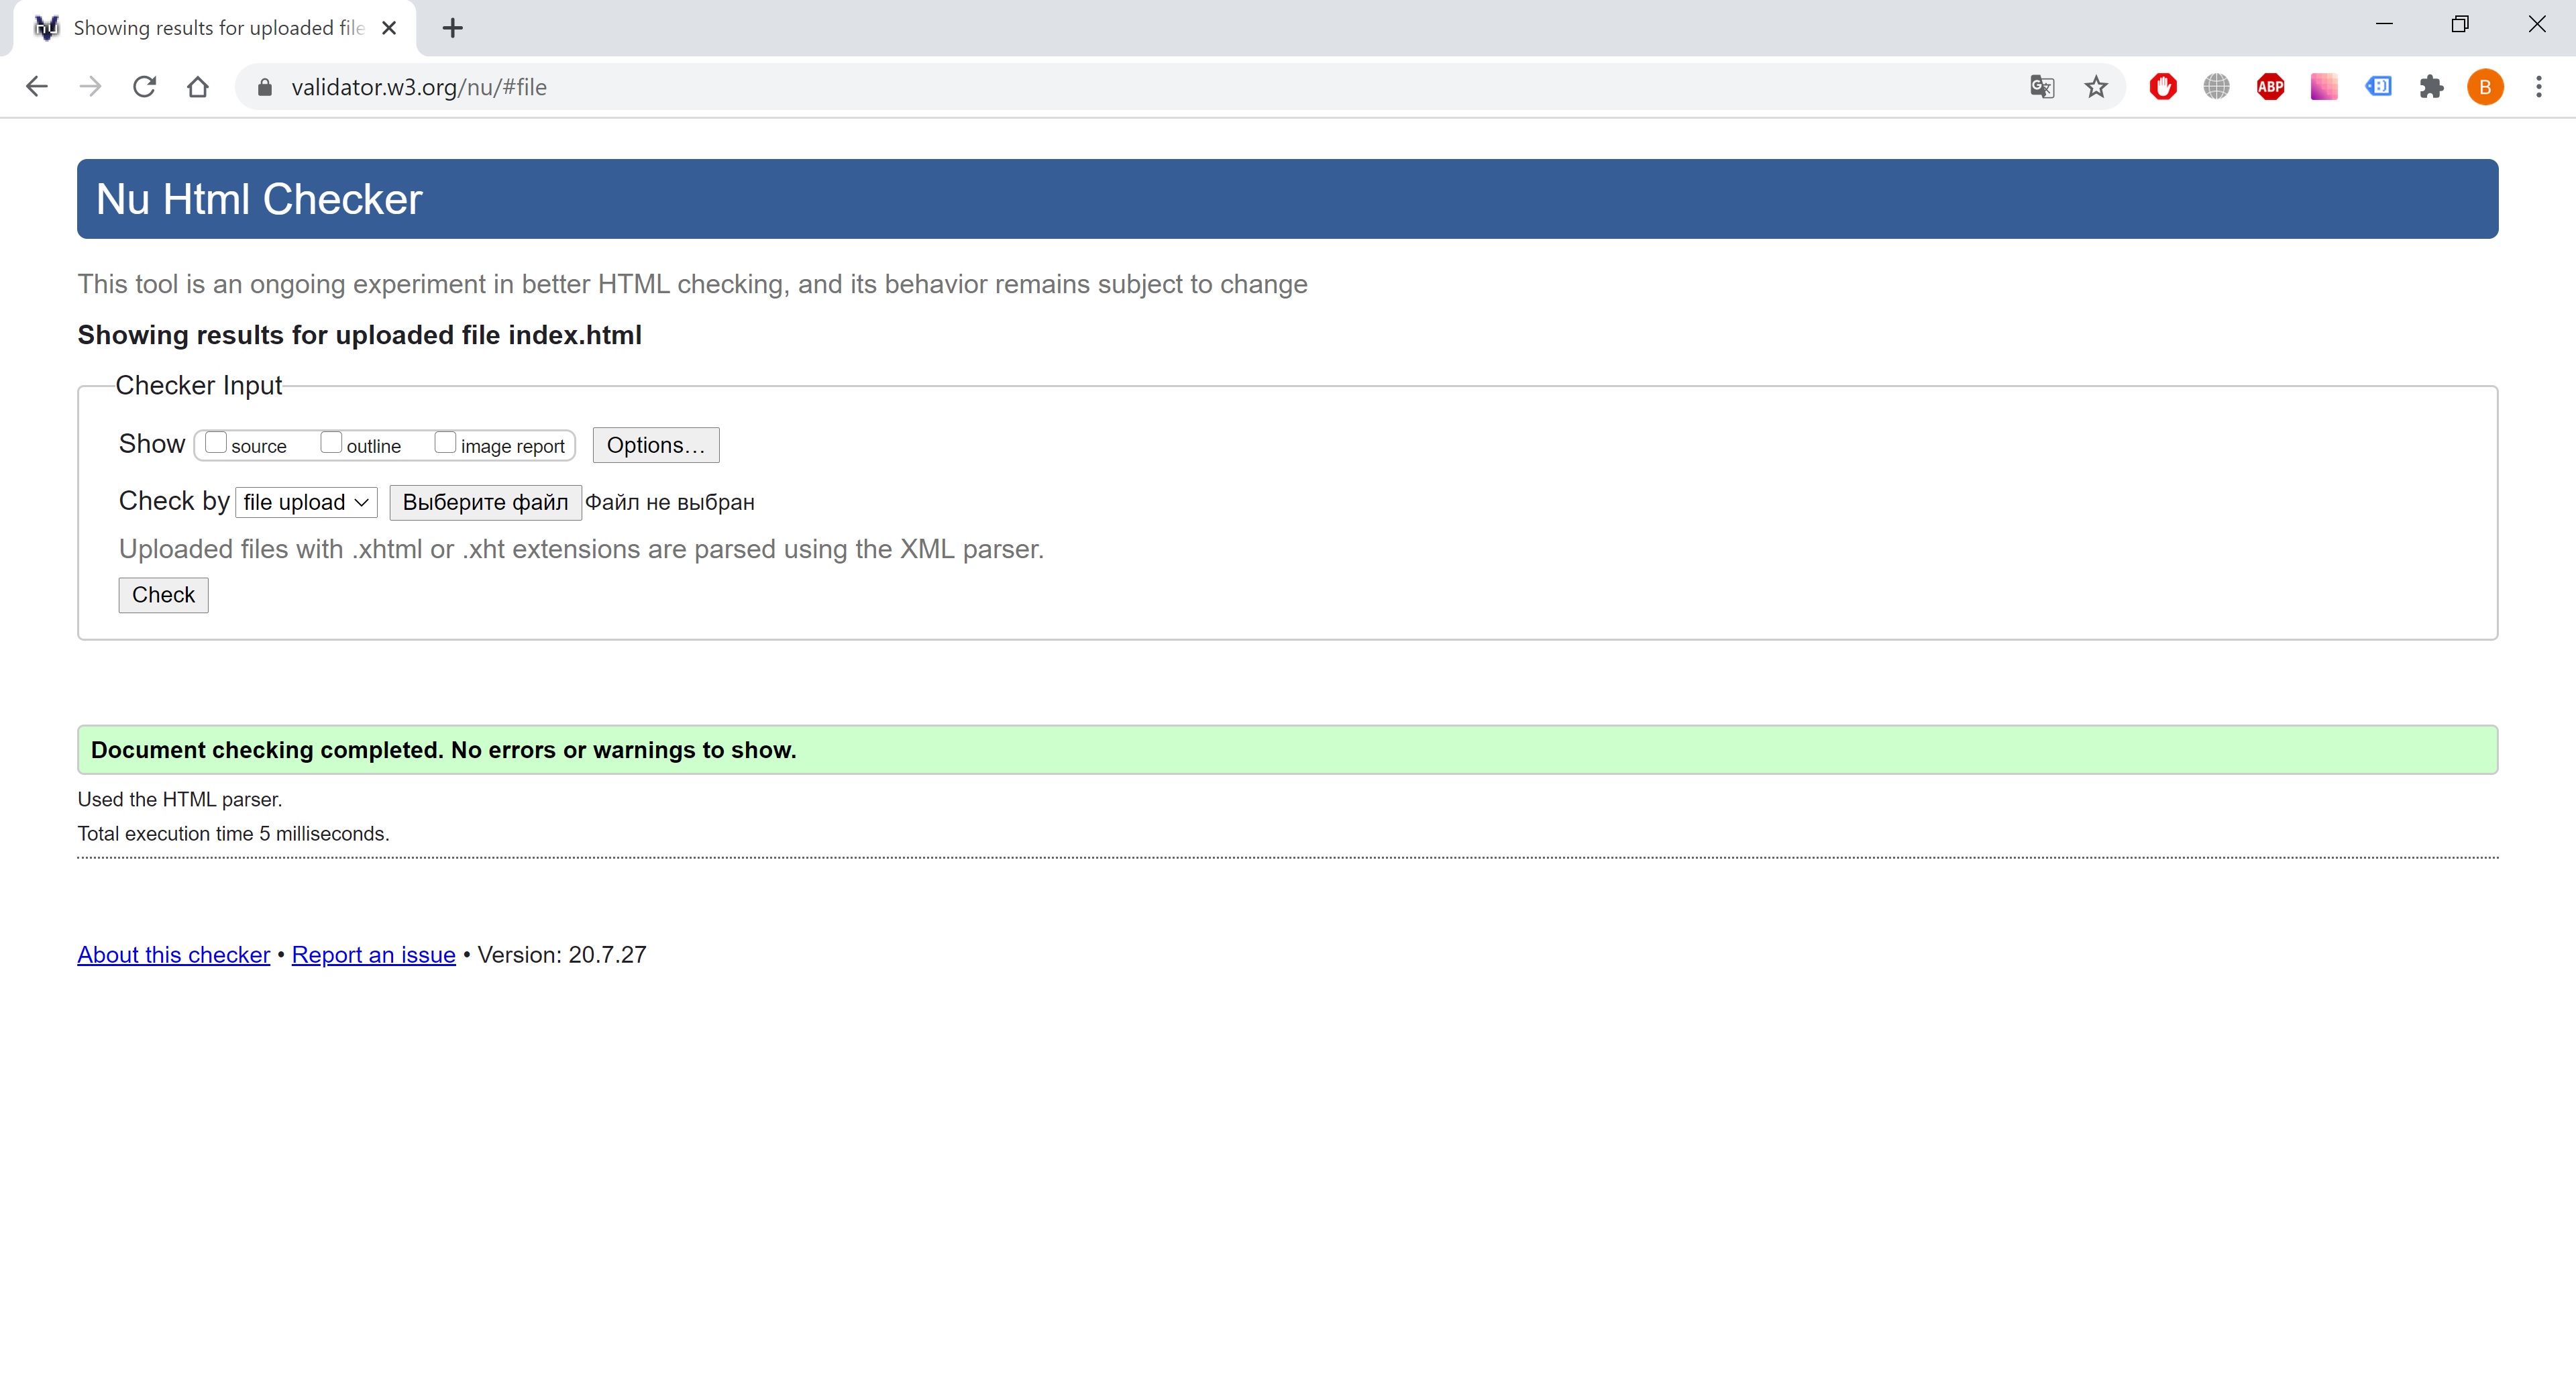 Showing results for uploaded file
validator.w3.org/nu/#file
ABP
B
Nu Html Checker
This tool is an ongoing experiment in better HTML checking, and its behavior remains subject to change
Showing results for uploaded file index.html
Checker Input
Show source outline image report Options...
Check by file upload Выберите файл Файл не выбран
Uploaded files with .xhtml or .xht extensions are parsed using the XML parser.
Check
Document checking completed. No errors or warnings to show.
Used the HTML parser.
Total execution time 5 milliseconds.
About this checker • Report an issue • Version: 20.7.27